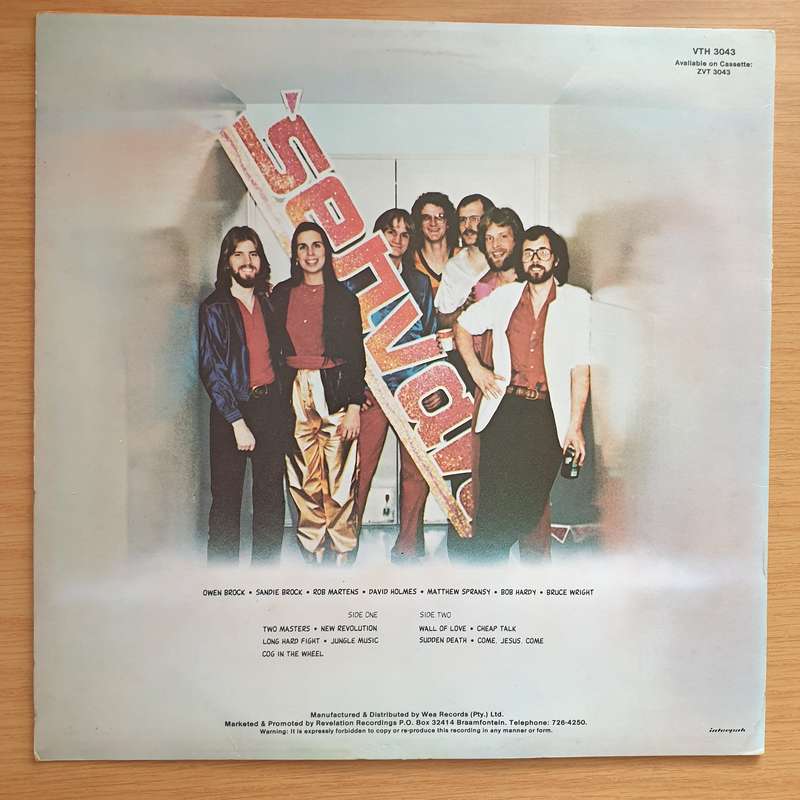 VTH 3043
Available on Cassette:
ZVT 3043
servant
OWEN BROCK • SANDIE BROCK • ROB MARTENS • DAVID HOLMES • MATTHEW SPRANSY • BOB HARDY • BRUCE WRIGHT
SIDE ONE
TWO MASTERS • NEW REVOLUTION
LONG HARD FIGHT • JUNGLE MUSIC
COG IN THE WHEEL
SIDE TWO
WALL OF LOVE • CHEAP TALK
SUDDEN DEATH • COME, JESUS, COME
Manufactured & Distributed by Wea Records (Pty.) Ltd.
Marketed & Promoted by Revelation Recordings P.O. Box 32414 Braamfontein. Telephone: 726-4250.
Warning: It is expressly forbidden to copy or re-produce this recording in any manner or form.
interpak